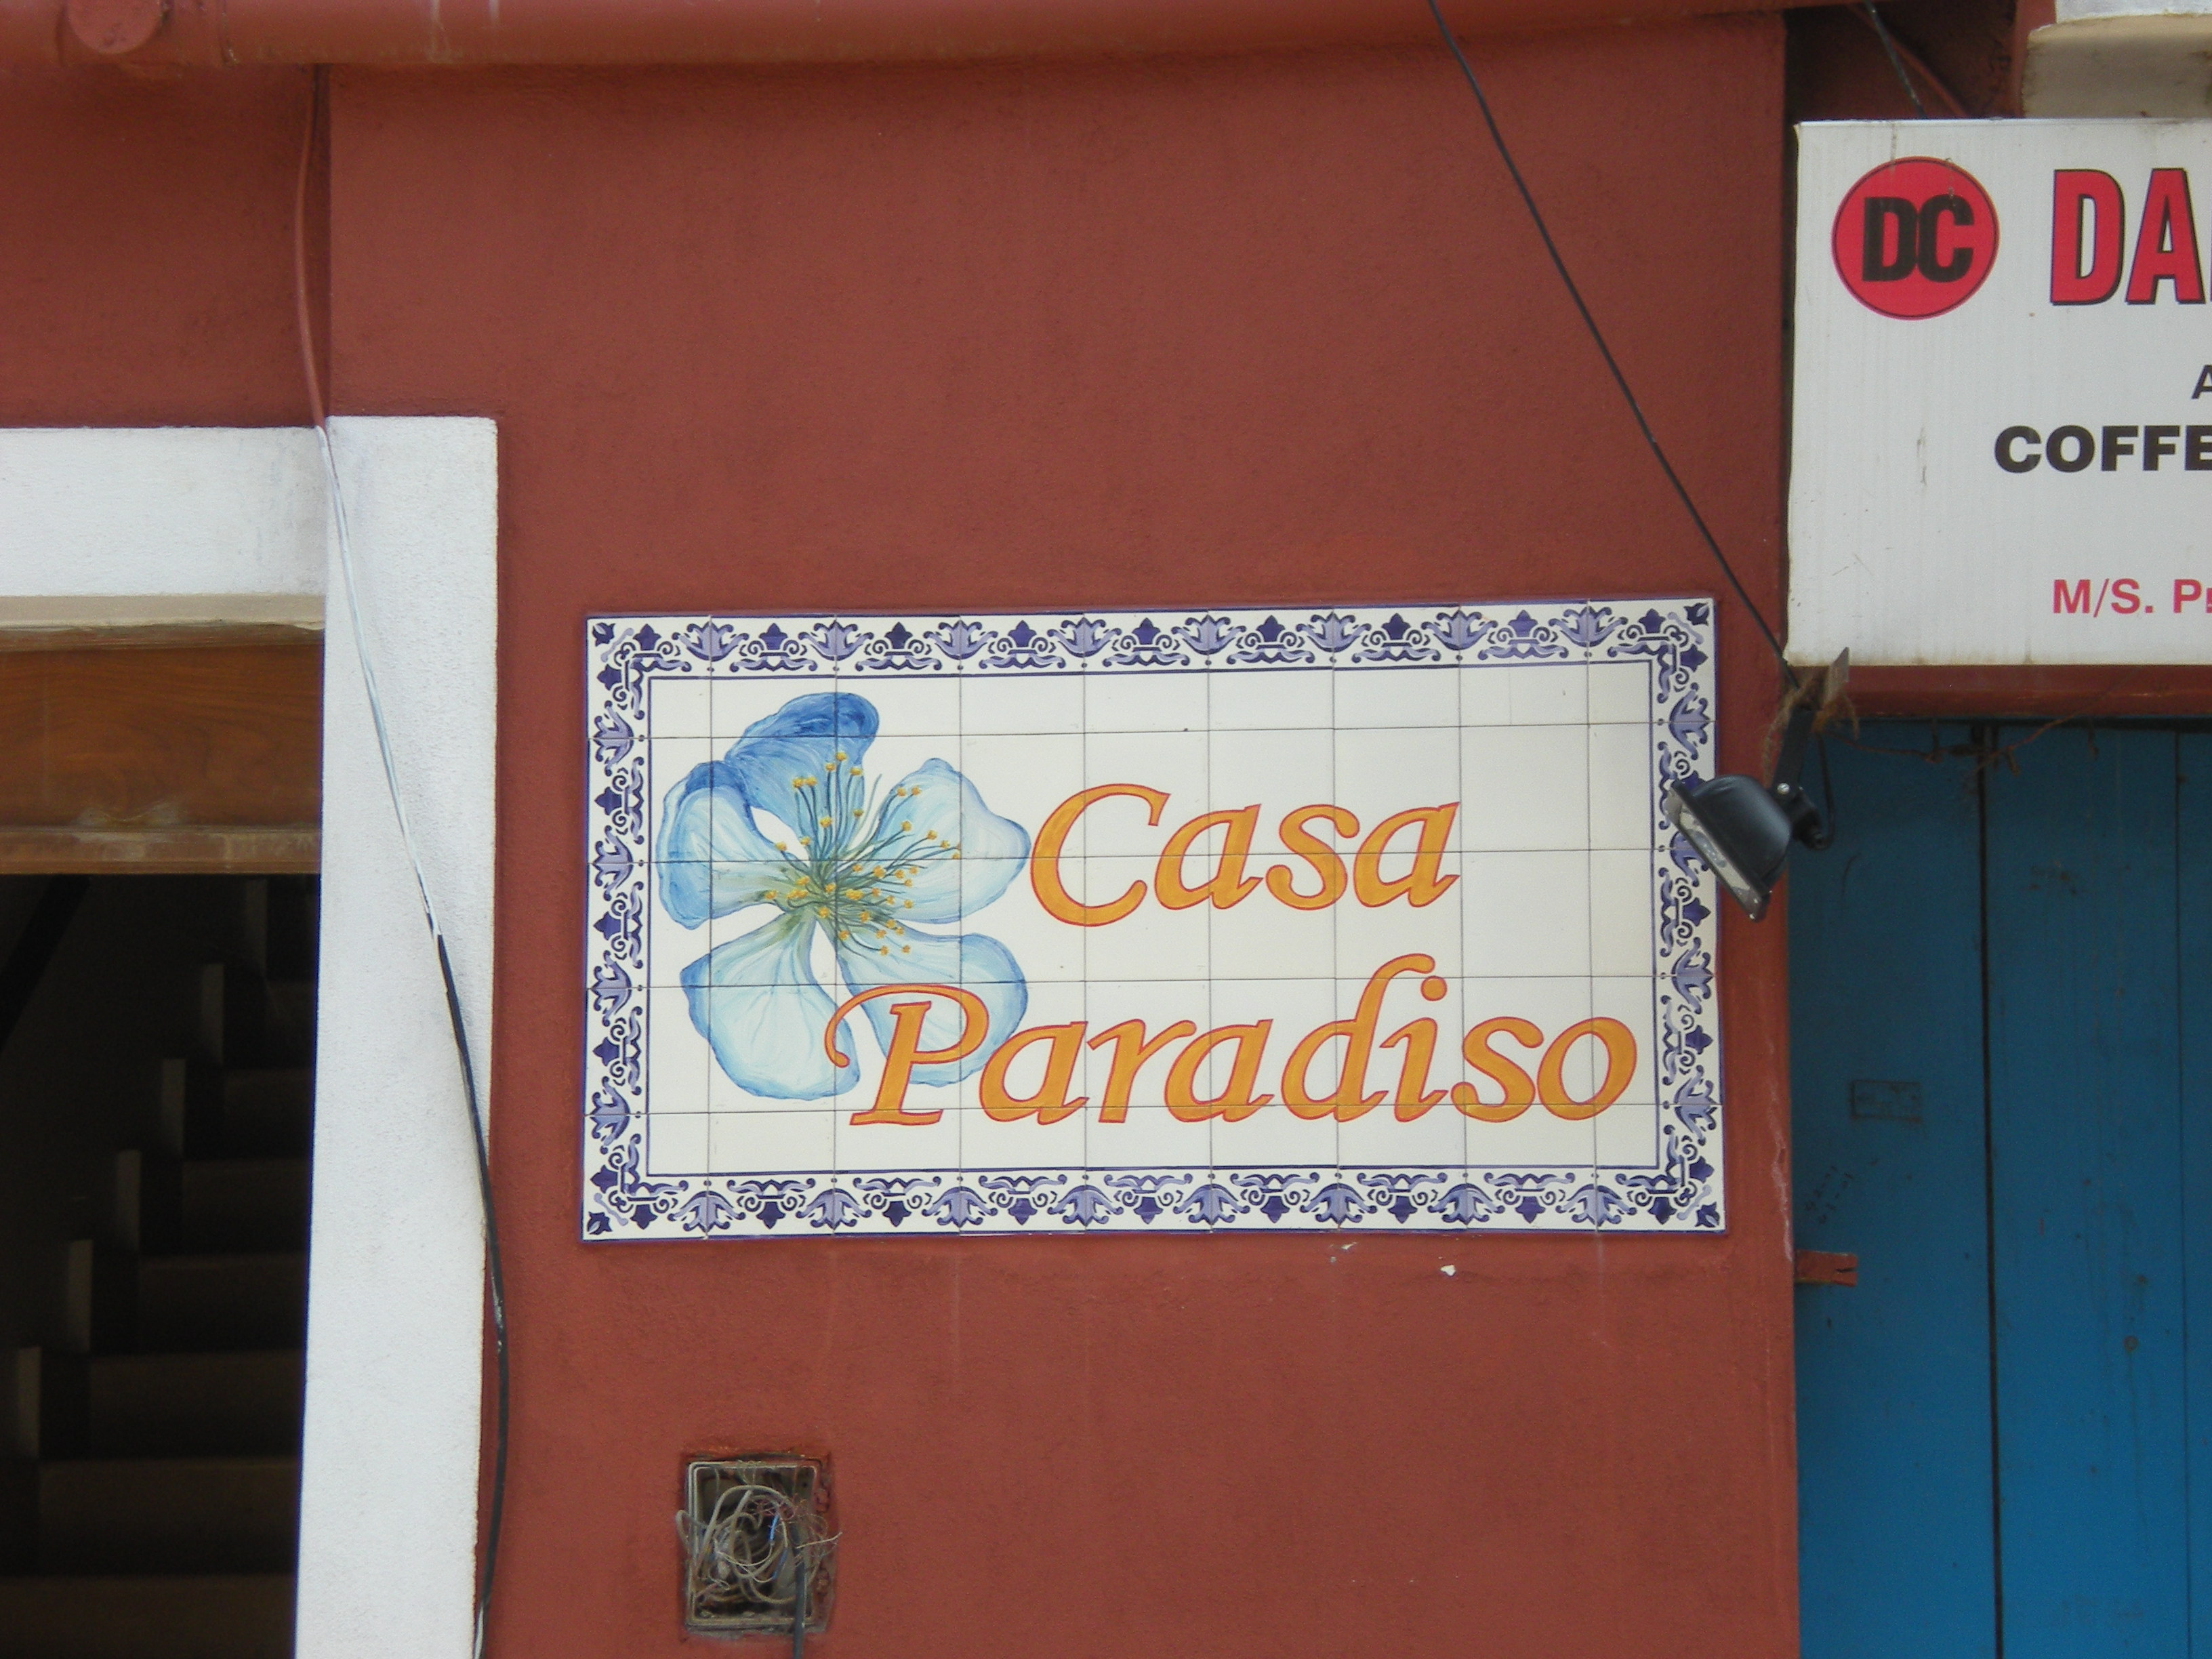 Casa
Paradiso
DC
COFFE
M/S.